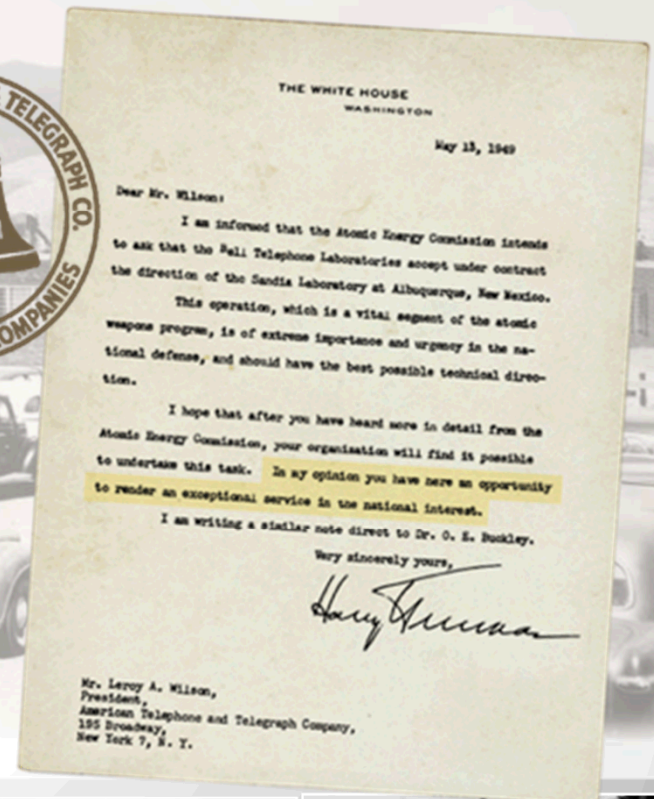 TELEGRAPH CO.
COMPANIES
THE WHITE HOUSE
WASHINGTON
May 13, 1949
Dear Mr. Wilson:
I am informed that the Atomic Energy Commission intends
to ask that the Bell Telephone Laboratories accept under contract
the direction of the Sandia Laboratory at Albuquerque, New Mexico.
This operation, which is a vital segment of the atomic
weapons program, is of extreme importance and urgency in the na-
tional defense, and should have the best possible technical direc-
tion.
I hope that after you have heard more in detail from the
Atomic Energy Commission, your organization will find it possible
to undertake this task. In my opinion you have here an opportunity
to render an exceptional service in the national interest.
I am writing a similar note direct to Dr. O. E. Buckley.
Very sincerely yours,
Harry Truman
Mr. Leroy A. Wilson,
President,
American Telephone and Telegraph Company,
195 Broadway,
New York 7, N. Y.